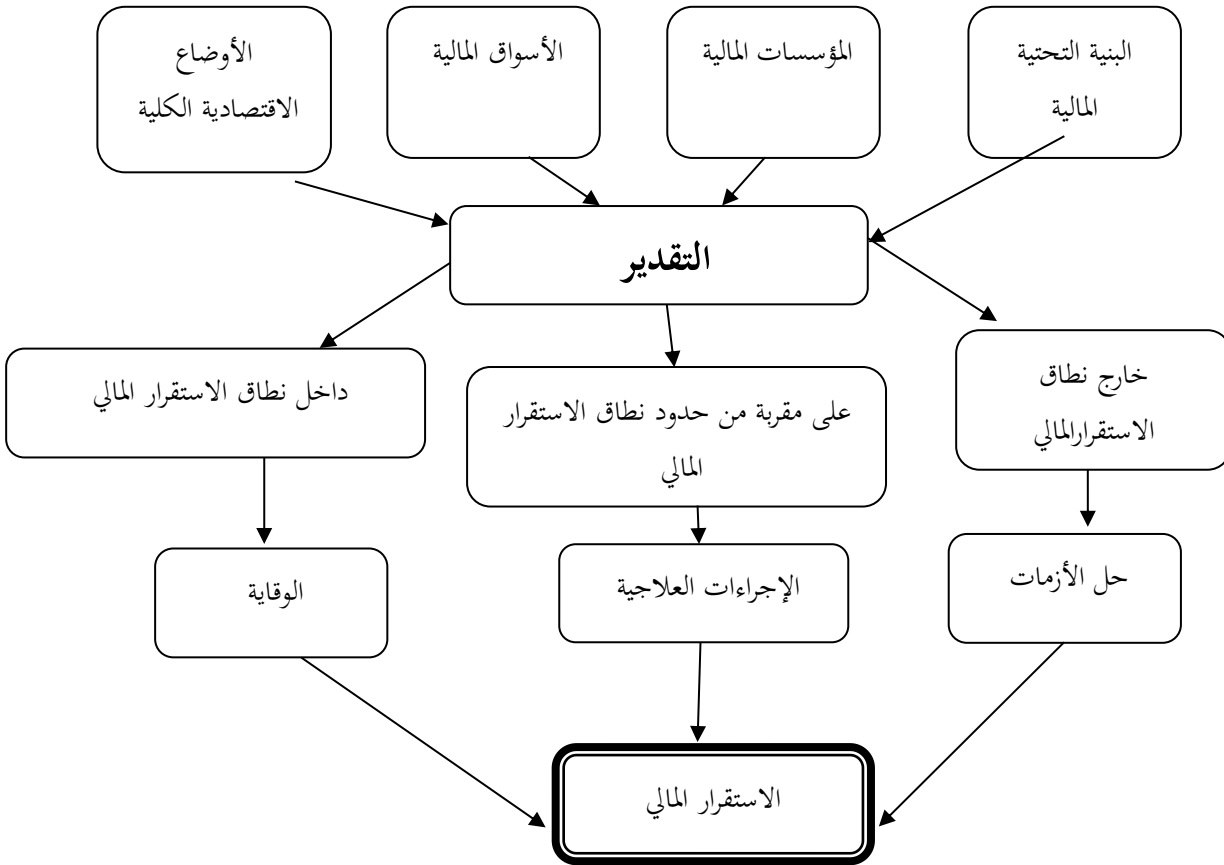 البنية التحتية
المالية
المؤسسات المالية
الأسواق المالية
الأوضاع
الاقتصادية الكلية
التقدير
خارج نطاق
الاستقرارالمالي
على مقربة من حدود نطاق الاستقرار
المالي
داخل نطاق الاستقرار المالي
حل الأزمات
الإجراءات العلاجية
الوقاية
الاستقرار المالي